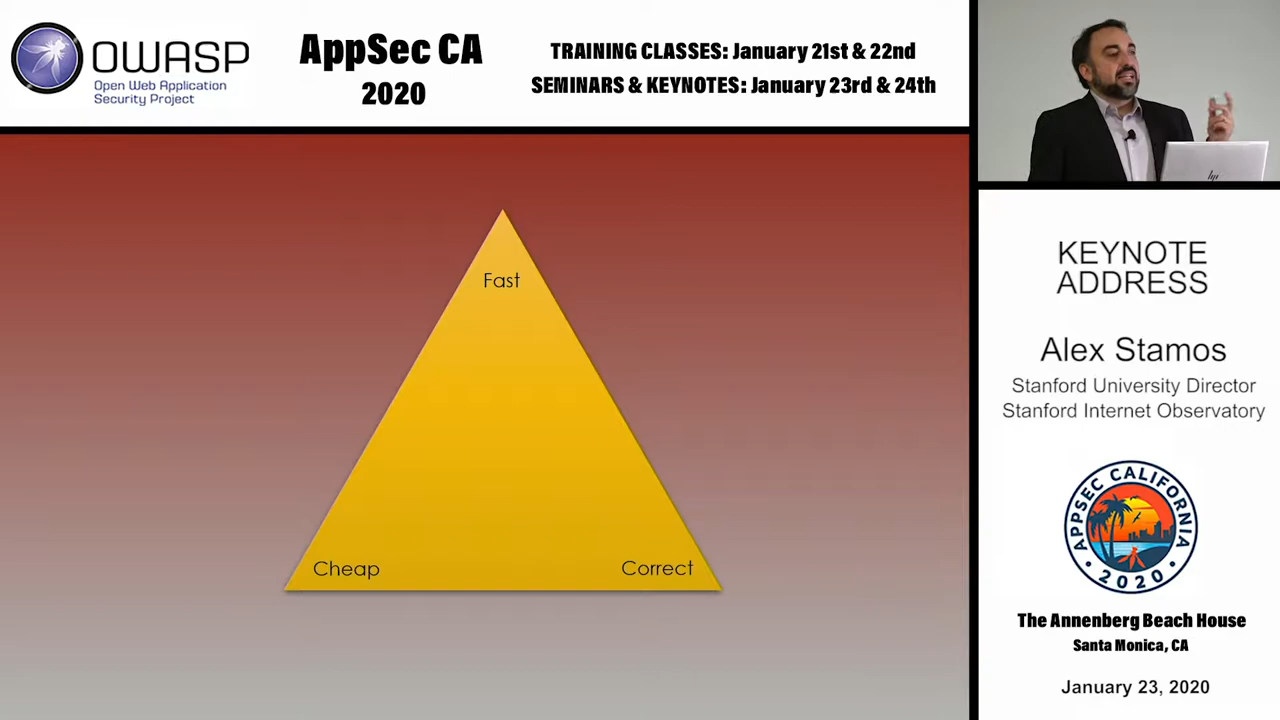 OWASP
Open Web Application
Security Project
AppSec CA
2020
TRAINING CLASSES: January 21st & 22nd
SEMINARS & KEYNOTES: January 23rd & 24th
Fast
Cheap
Correct
hp
KEYNOTE
ADDRESS
Alex Stamos
Stanford University Director
Stanford Internet Observatory
APPSEC CALIFORNIA
• 2020 •
The Annenberg Beach House
Santa Monica, CA
January 23, 2020